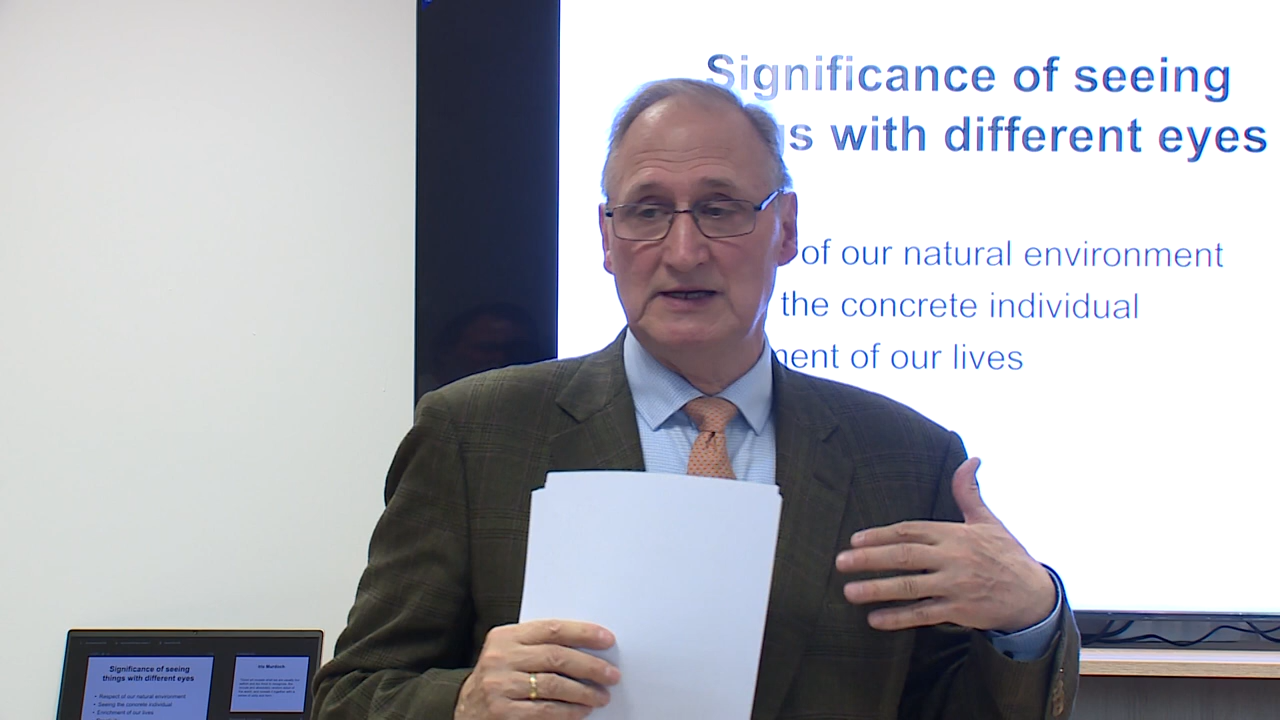 Significance of seeing
with different eyes
of our natural environment
the concrete individual
of our lives
Significance of seeing
things with different eyes
• Respect of our natural environment
• Seeing the concrete individual
• Enrichment of our lives
Iris Murdoch